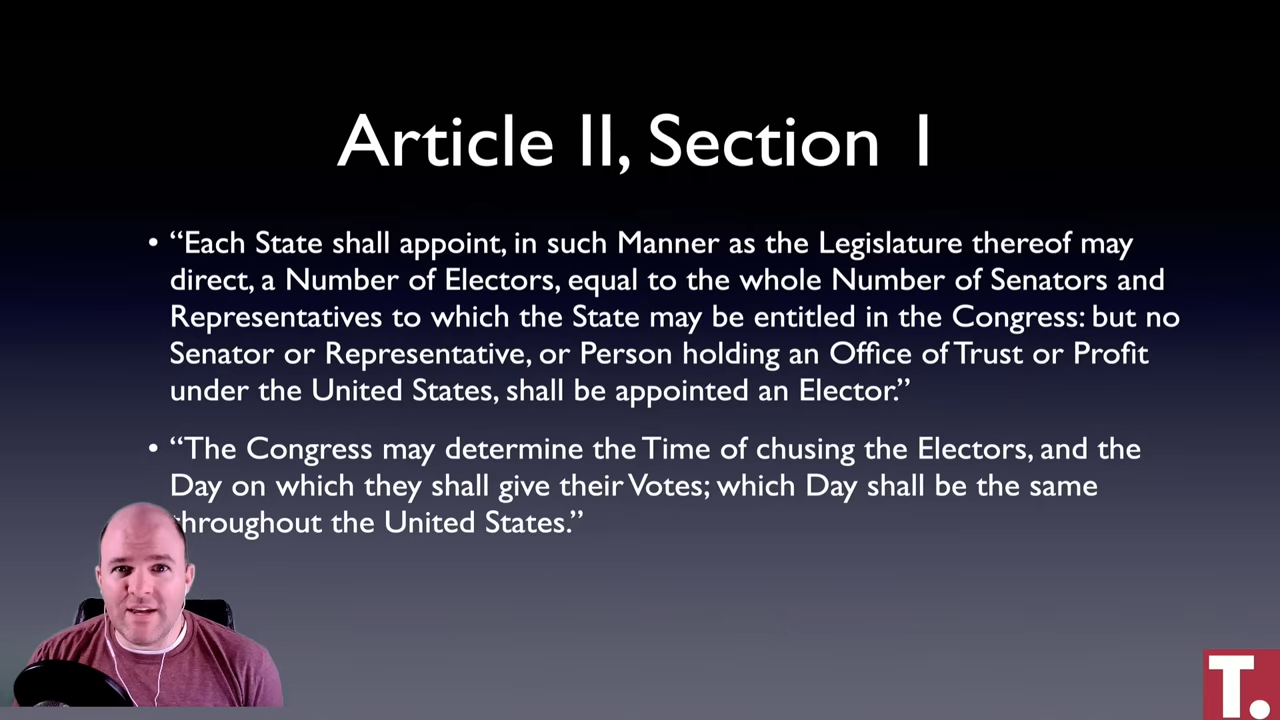 Article II, Section 1
• “Each State shall appoint, in such Manner as the Legislature thereof may
direct, a Number of Electors, equal to the whole Number of Senators and
Representatives to which the State may be entitled in the Congress: but no
Senator or Representative, or Person holding an Office of Trust or Profit
under the United States, shall be appointed an Elector.”
• “The Congress may determine the Time of chusing the Electors, and the
Day on which they shall give their Votes; which Day shall be the same
throughout the United States.”
T.